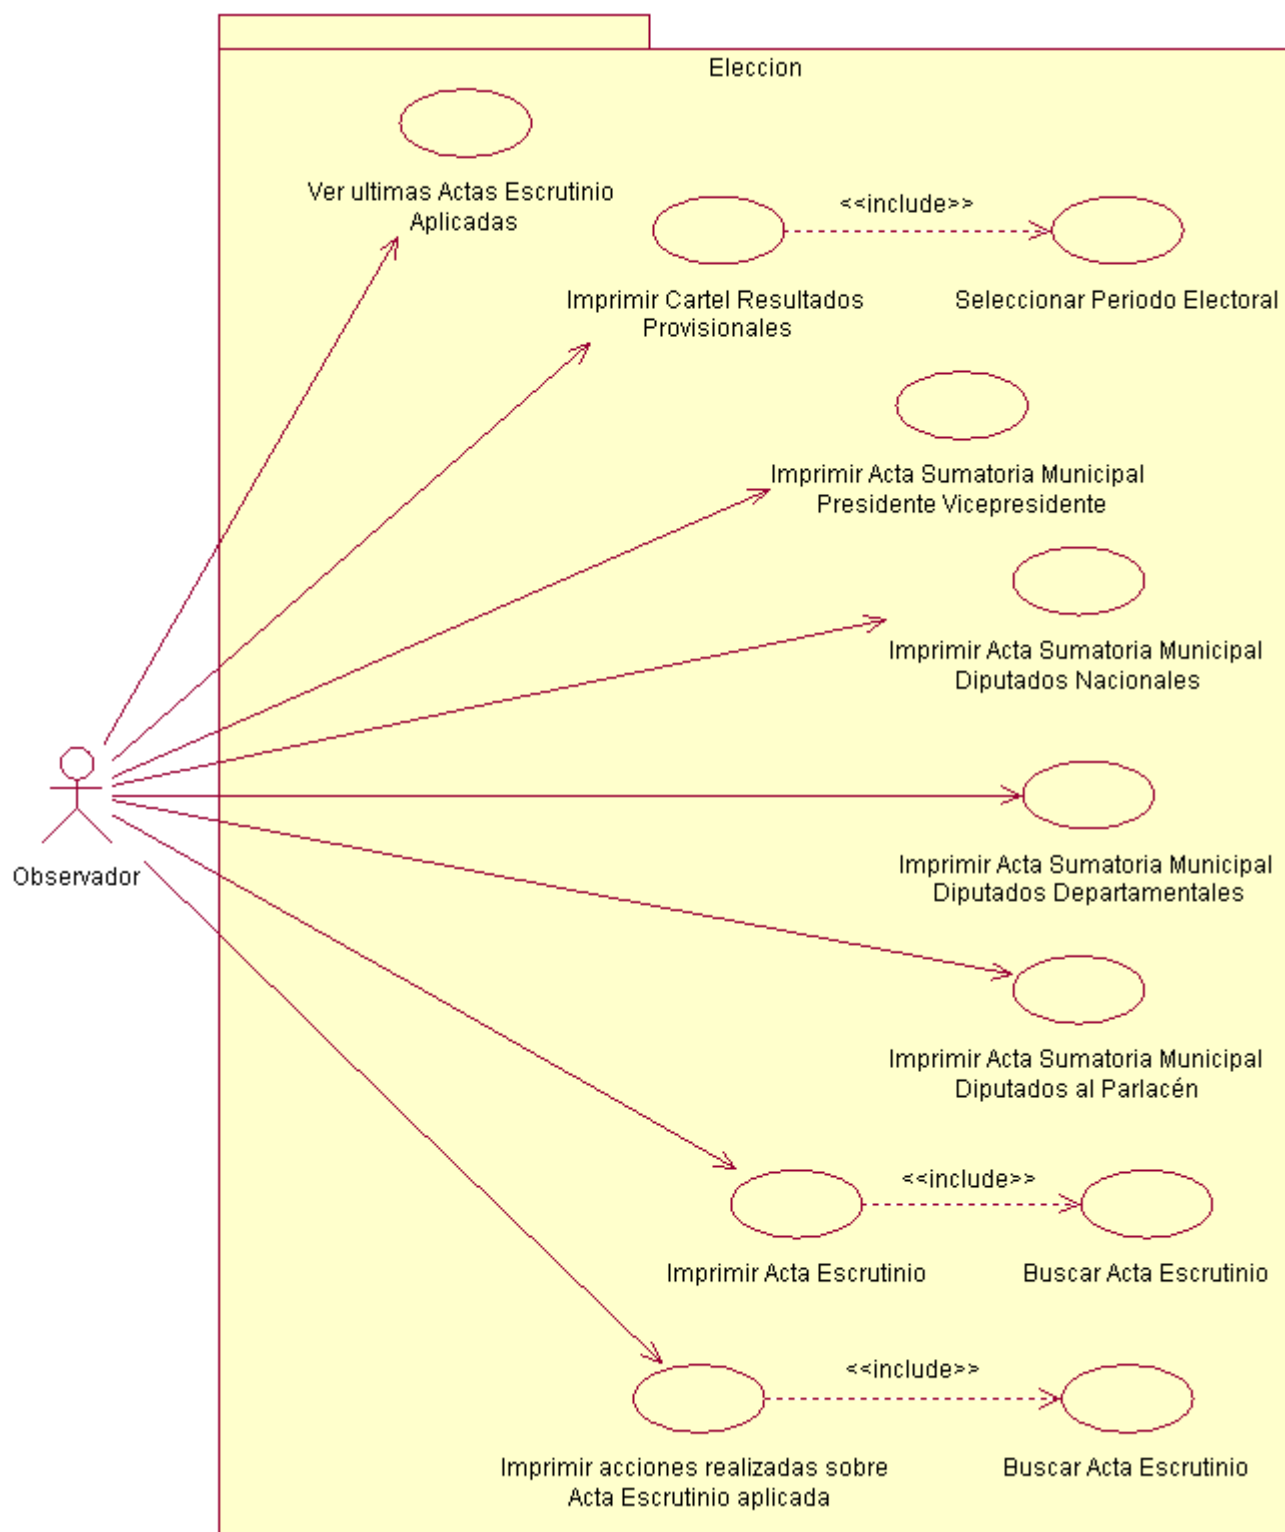 Eleccion
Ver ultimas Actas Escrutinio
Aplicadas
<<include>>
Imprimir Cartel Resultados
Provisionales
Seleccionar Periodo Electoral
Imprimir Acta Sumatoria Municipal
Presidente Vicepresidente
Imprimir Acta Sumatoria Municipal
Diputados Nacionales
Observador
Imprimir Acta Sumatoria Municipal
Diputados Departamentales
Imprimir Acta Sumatoria Municipal
Diputados al Parlacén
<<include>>
Imprimir Acta Escrutinio
Buscar Acta Escrutinio
<<include>>
Imprimir acciones realizadas sobre
Acta Escrutinio aplicada
Buscar Acta Escrutinio